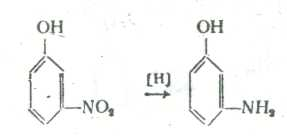 OH OH
[H]
—NO₂ —NH₂